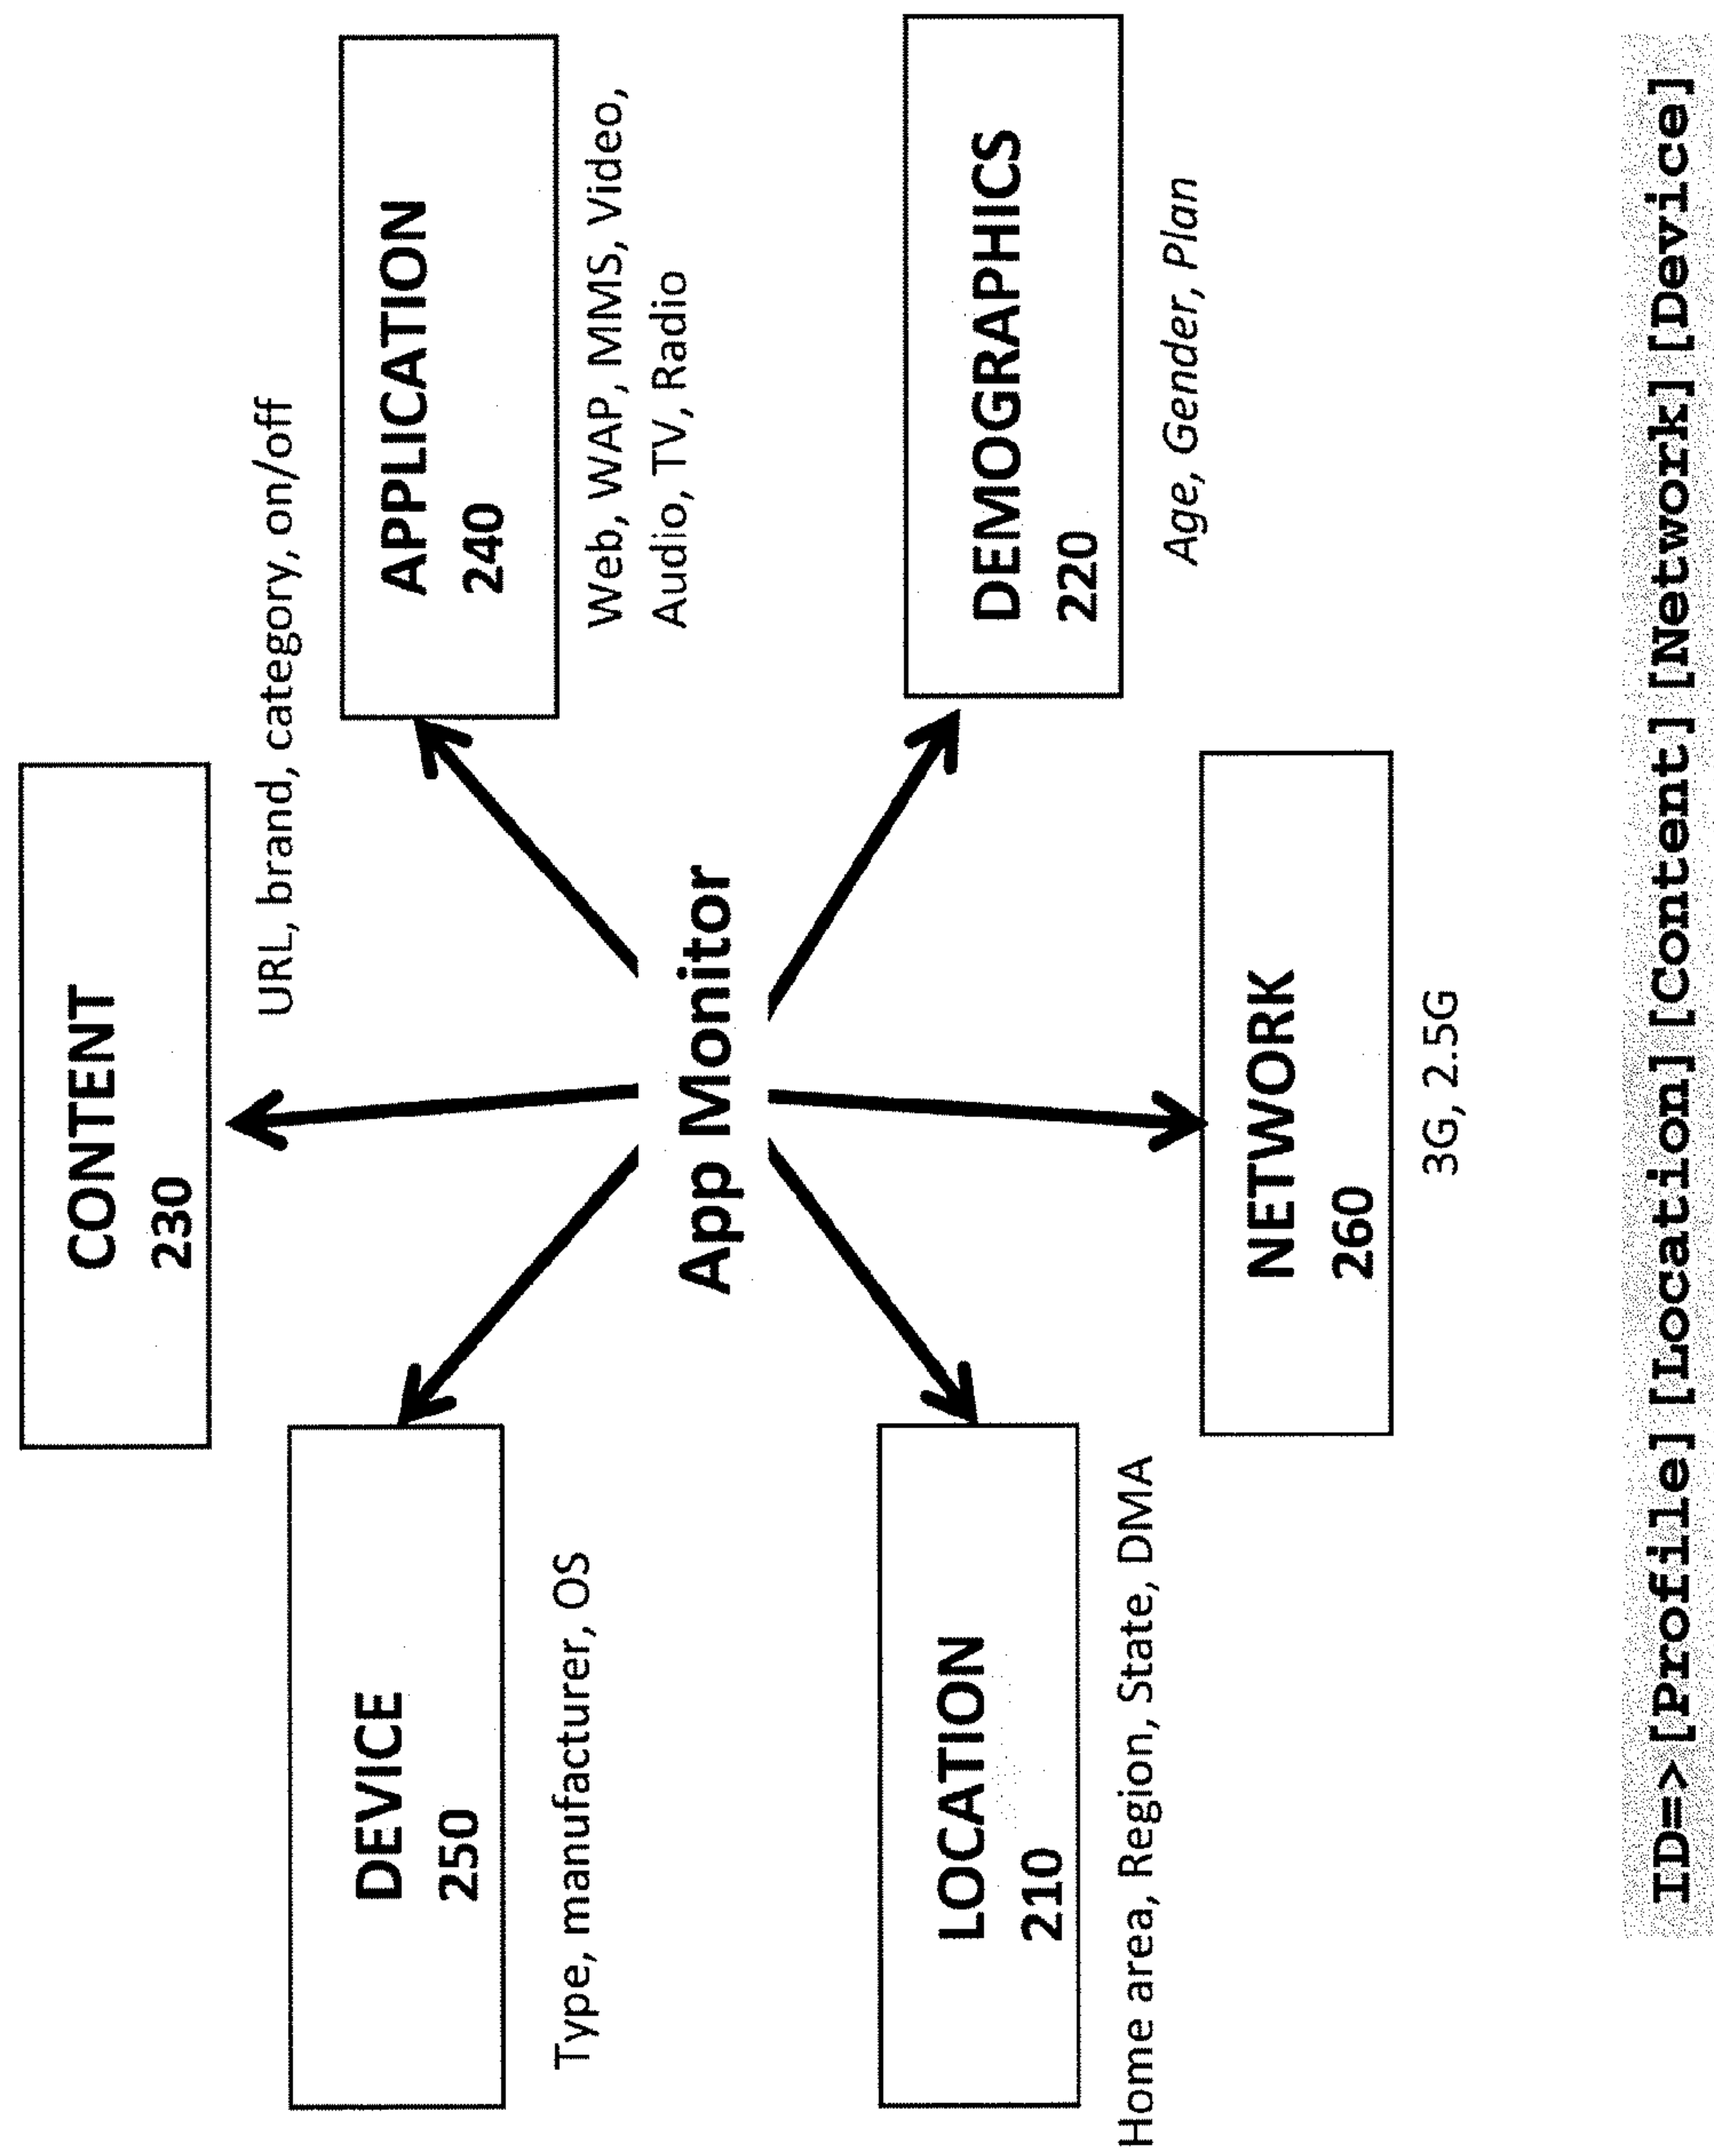 CONTENT
230
URL, brand, category, on/off
DEVICE
250
Type, manufacturer, OS
APPLICATION
240
Web, WAP, MMS, Video,
Audio, TV, Radio
App Monitor
LOCATION
210
Home area, Region, State, DMA
DEMOGRAPHICS
220
Age, Gender, Plan
NETWORK
260
3G, 2.5G
ID=>[Profile][Location][Content][Network][Device]